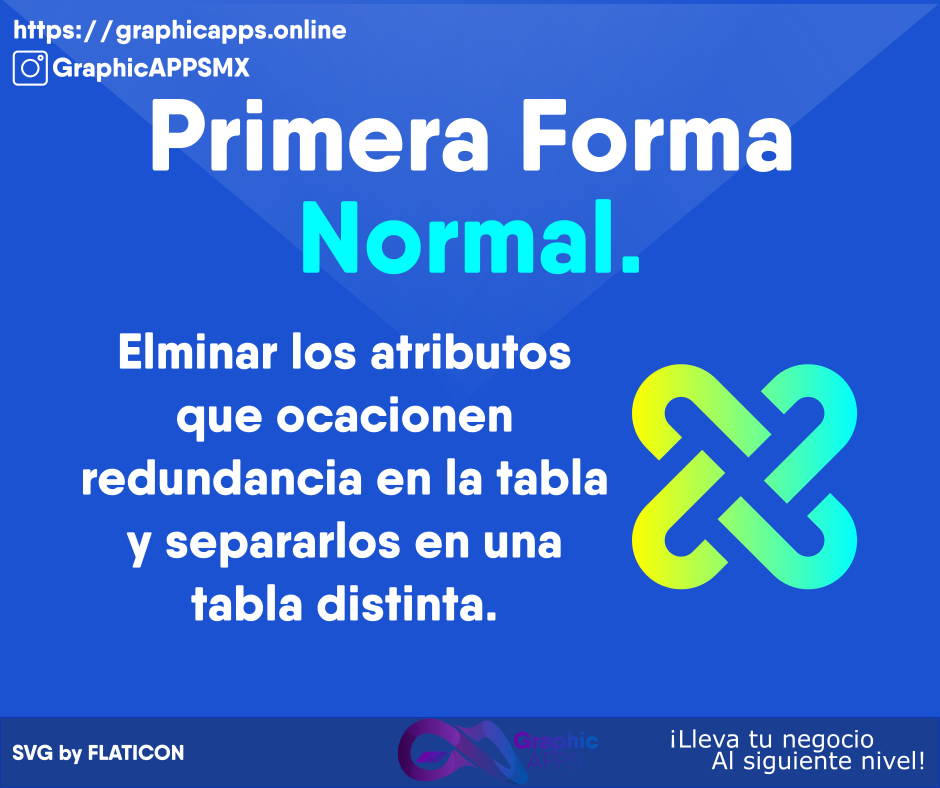 https://graphicapps.online
GraphicAPPSMX
Primera Forma
Normal.
Elminar los atributos
que ocacionen
redundancia en la tabla
y separarlos en una
tabla distinta.
SVG by FLATICON
Graphic
¡Lleva tu negocio
Al siguiente nivel!